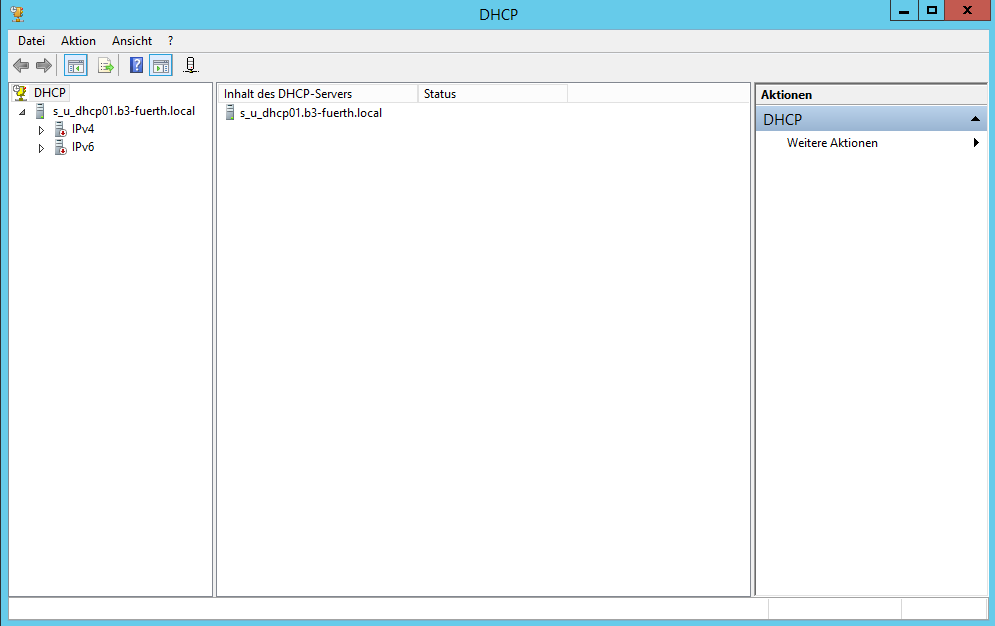 DHCP
Datei Aktion Ansicht ?
DHCP
s_u_dhcp01.b3-fuerth.local
IPv4
IPv6
Inhalt des DHCP-Servers Status
s_u_dhcp01.b3-fuerth.local
Aktionen
DHCP
Weitere Aktionen